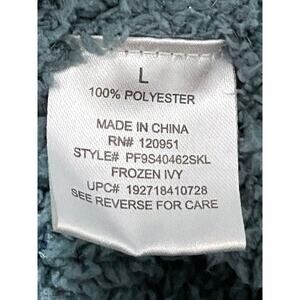 L
100% POLYESTER
MADE IN CHINA
RN# 120951
STYLE# PF9S40462SKL
FROZEN IVY
UPC# 192718410728
SEE REVERSE FOR CARE